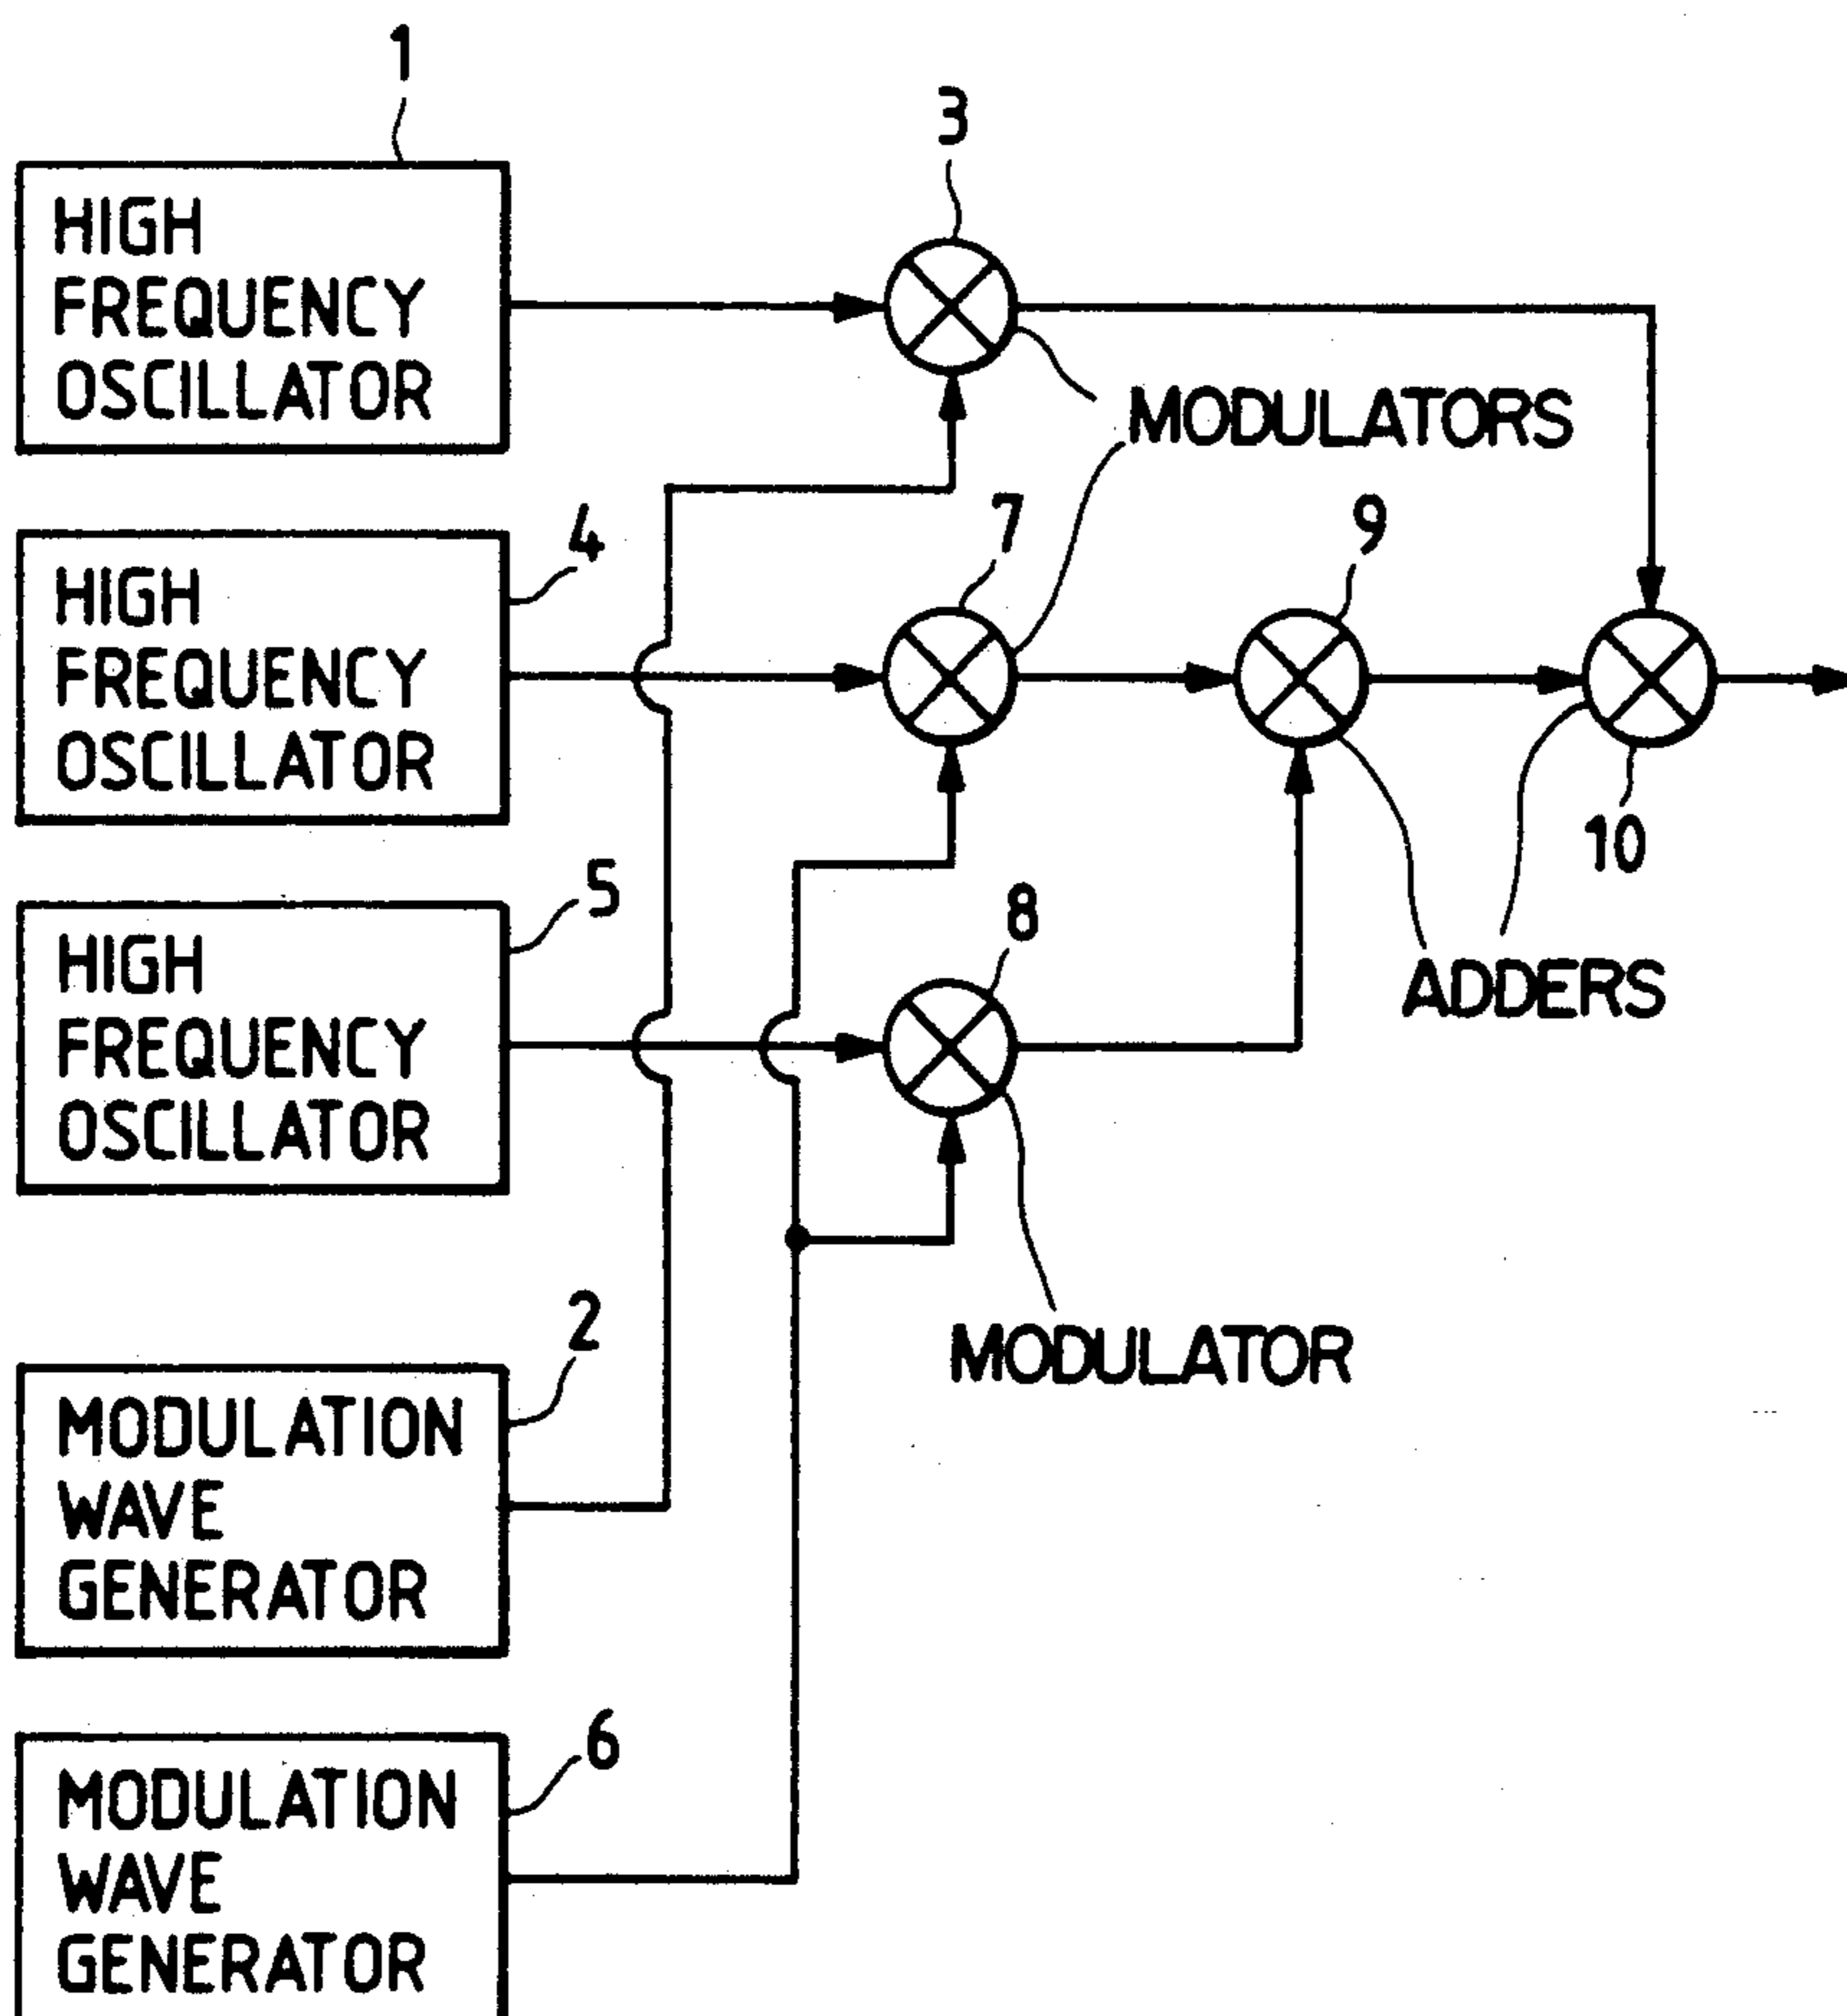 1
3
HIGH
FREQUENCY
OSCILLATOR
MODULATORS
4
7
9
HIGH
FREQUENCY
OSCILLATOR
10
5
8
HIGH
FREQUENCY
OSCILLATOR
ADDERS
2
MODULATOR
MODULATION
WAVE
GENERATOR
6
MODULATION
WAVE
GENERATOR